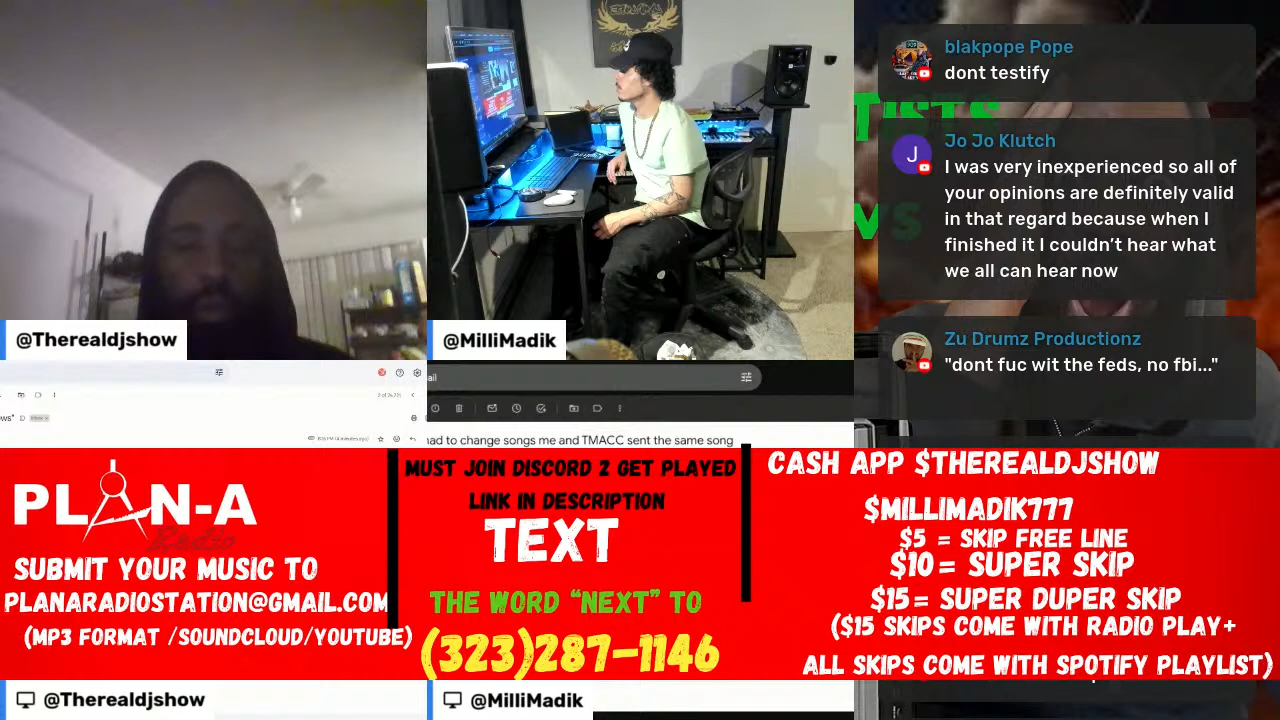 blakpope Pope
dont testify
Jo Jo Klutch
J
I was very inexperienced so all of
your opinions are definitely valid
in that regard because when I
finished it I couldn't hear what
we all can hear now
Zu Drumz Productionz
"dont fuc wit the feds, no fbi..."
@Therealdjshow
@MilliMadik
ail
had to change songs me and TMACC sent the same song
PLAN-A
Radio
SUBMIT YOUR MUSIC TO
PLANARADIOSTATION@GMAIL.COM
(MP3 FORMAT /SOUNDCLOUD/YOUTUBE)
MUST JOIN DISCORD 2 GET PLAYED
LINK IN DESCRIPTION
TEXT
THE WORD “NEXT” TO
(323)287-1146
CASH APP $THEREALDJSHOW
$MILLIMADIK777
$5 = SKIP FREE LINE
$10 = SUPER SKIP
$15 = SUPER DUPER SKIP
($15 SKIPS COME WITH RADIO PLAY+
ALL SKIPS COME WITH SPOTIFY PLAYLIST)
@Therealdjshow
@MilliMadik